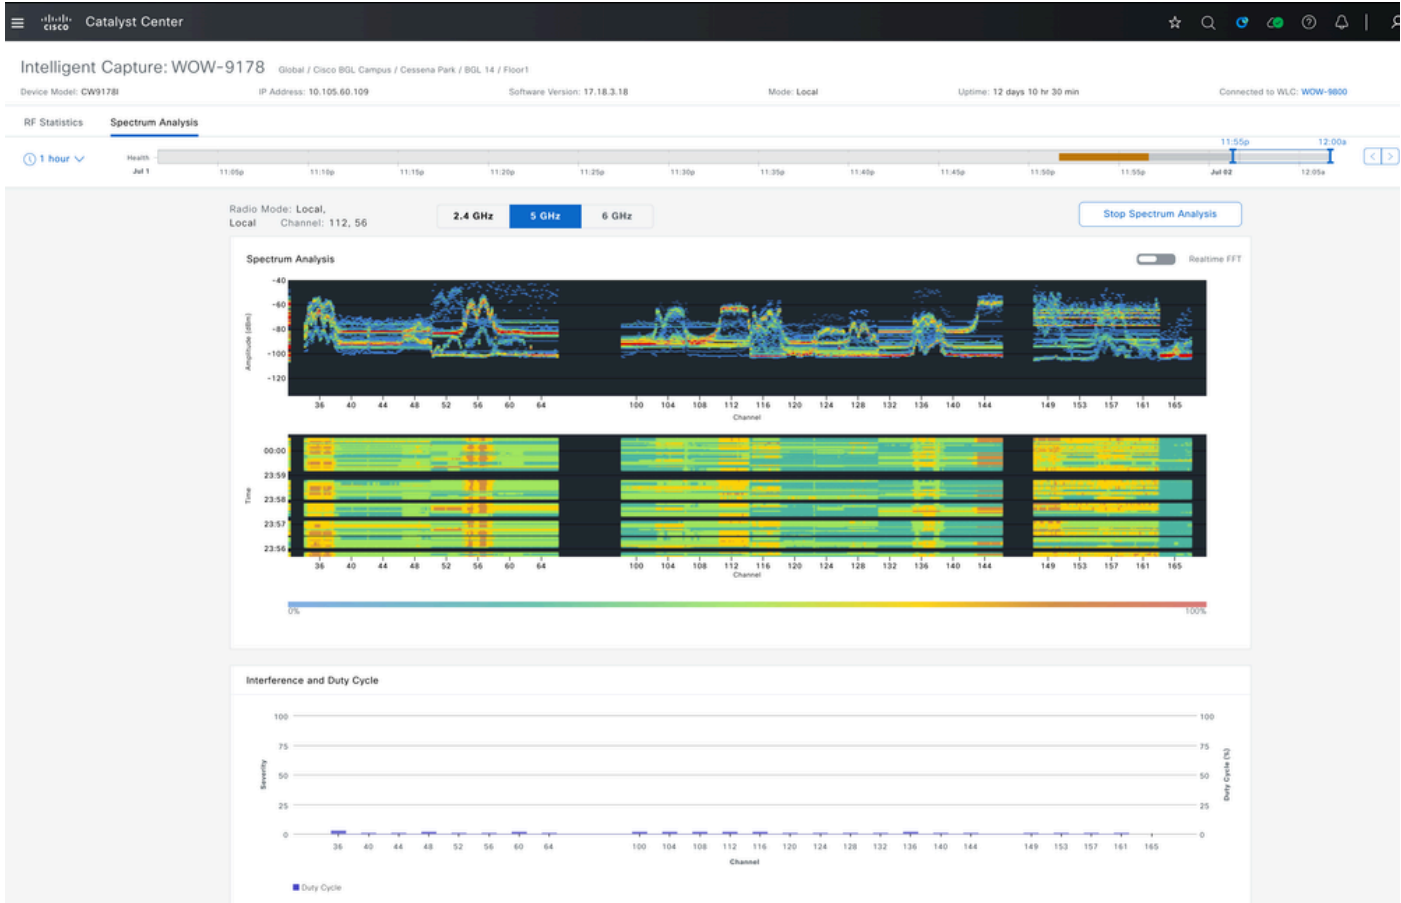 cisco Catalyst Center
Intelligent Capture: WOW-9178 Global / Cisco BGL Campus / Cessena Park / BGL 14 / Floor1
Device Model: CW9178I IP Address: 10.105.60.109 Software Version: 17.18.3.18 Mode: Local Uptime: 12 days 10 hr 30 min Connected to WLC: WOW-9800
RF Statistics Spectrum Analysis
11:55p 12:00a
1 hour Health
Jul 1 11:05p 11:10p 11:15p 11:20p 11:25p 11:30p 11:35p 11:40p 11:45p 11:50p 11:55p Jul 02 12:05a
Radio Mode: Local,
Local Channel: 112, 56
2.4 GHz 5 GHz 6 GHz
Stop Spectrum Analysis
Spectrum Analysis Realtime FFT
-40
-60
-80
-100
-120
Amplitude (dBm)
36 40 44 48 52 56 60 64 100 104 108 112 116 120 124 128 132 136 140 144 149 153 157 161 165
Channel
00:00
23:59
23:58
23:57
23:56
Time
36 40 44 48 52 56 60 64 100 104 108 112 116 120 124 128 132 136 140 144 149 153 157 161 165
Channel
0% 100%
Interference and Duty Cycle
100 100
75 75
50 50
25 25
0 0
Severity
Duty Cycle (%)
36 40 44 48 52 56 60 64 100 104 108 112 116 120 124 128 132 136 140 144 149 153 157 161 165
Channel
Duty Cycle